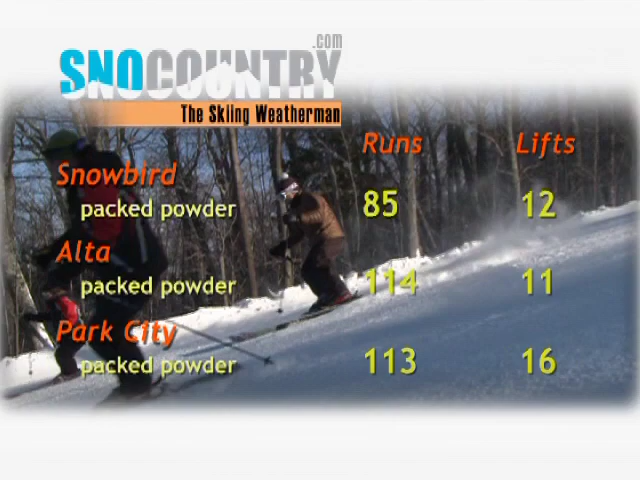 .com
SNOCOUNTRY
The Skiing Weatherman
Runs Lifts
Snowbird
packed powder 85 12
Alta
packed powder 114 11
Park City
packed powder 113 16